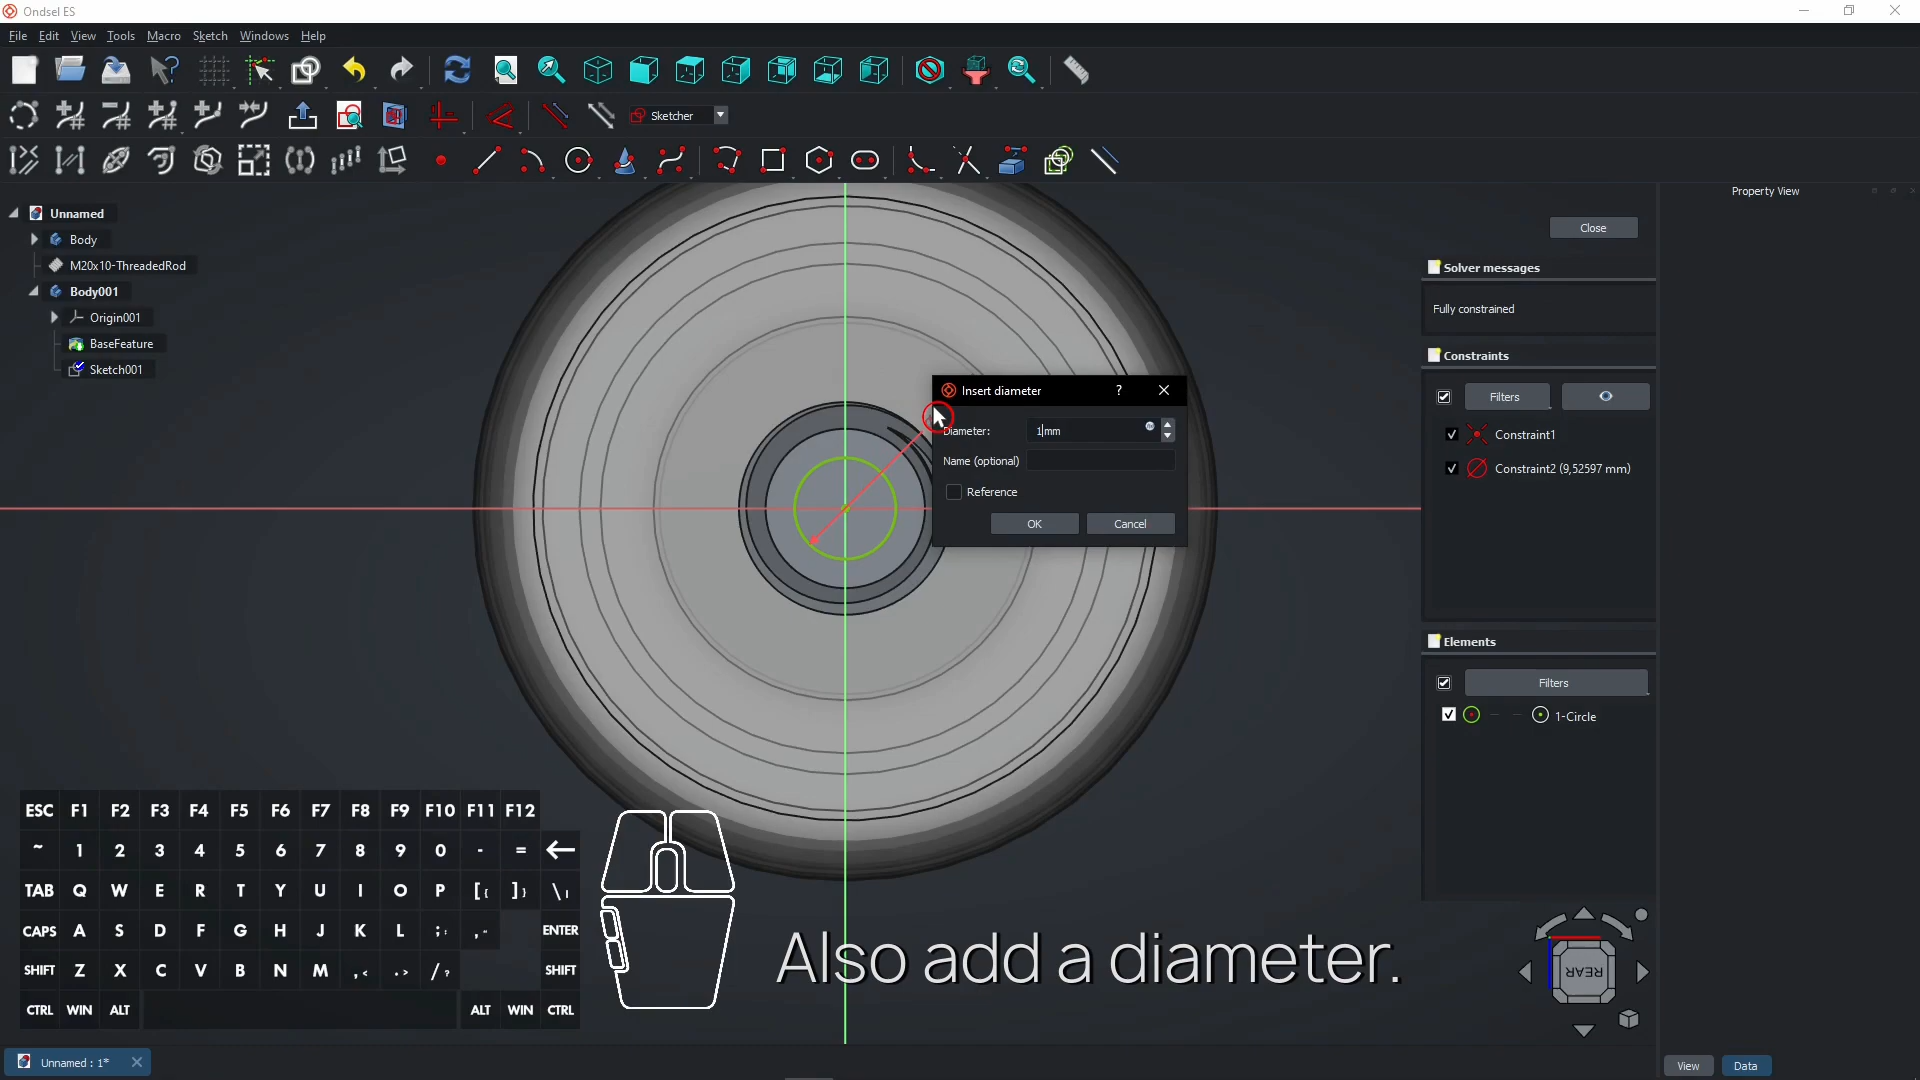 Ondsel ES
File Edit View Tools Macro Sketch Windows Help
Sketcher
Property View
Unnamed
Body
M20x10-ThreadedRod
Body001
Origin001
BaseFeature
Sketch001
Close
Solver messages
Fully constrained
Constraints
Filters
Constraint1
Constraint2 (9,52597 mm)
Elements
Filters
1-Circle
Insert diameter ?
Diameter: 1mm
Name (optional)
Reference
OK Cancel
ESC F1 F2 F3 F4 F5 F6 F7 F8 F9 F10 F11 F12
~ 1 2 3 4 5 6 7 8 9 0 - =
TAB Q W E R T Y U I O P [{ ]} \|
CAPS A S D F G H J K L ;: ," ENTER
SHIFT Z X C V B N M ,< .> /? SHIFT
CTRL WIN ALT ALT WIN CTRL
Also add a diameter.
REAR
Unnamed : 1*
View Data